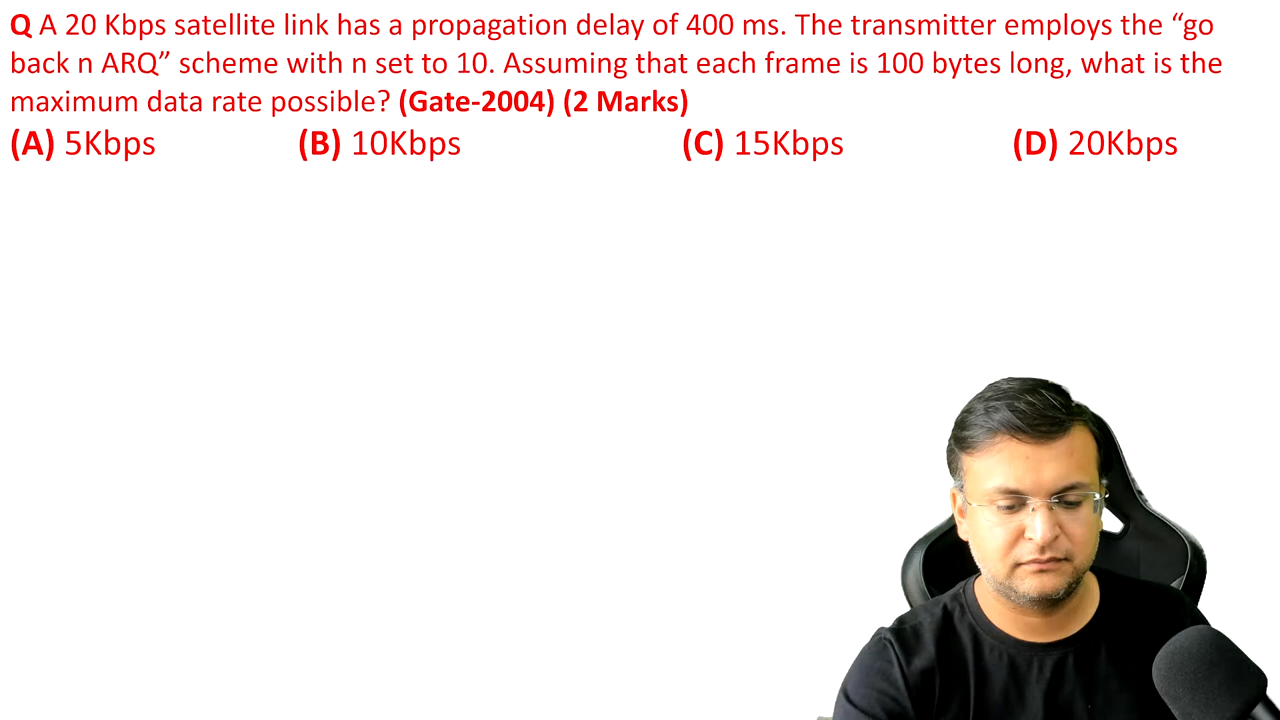 Q A 20 Kbps satellite link has a propagation delay of 400 ms. The transmitter employs the “go
back n ARQ” scheme with n set to 10. Assuming that each frame is 100 bytes long, what is the
maximum data rate possible? (Gate-2004) (2 Marks)
(A) 5Kbps (B) 10Kbps (C) 15Kbps (D) 20Kbps